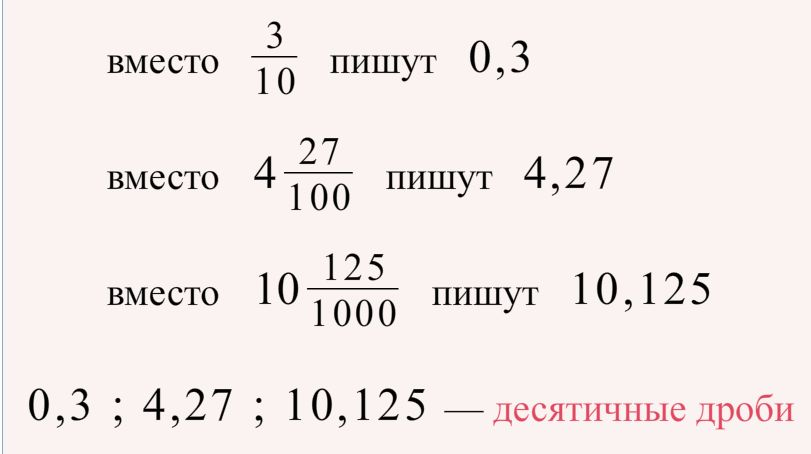 вместо 3/10 пишут 0,3
вместо 4 27/100 пишут 4,27
вместо 10 125/1000 пишут 10,125
0,3 ; 4,27 ; 10,125 — десятичные дроби